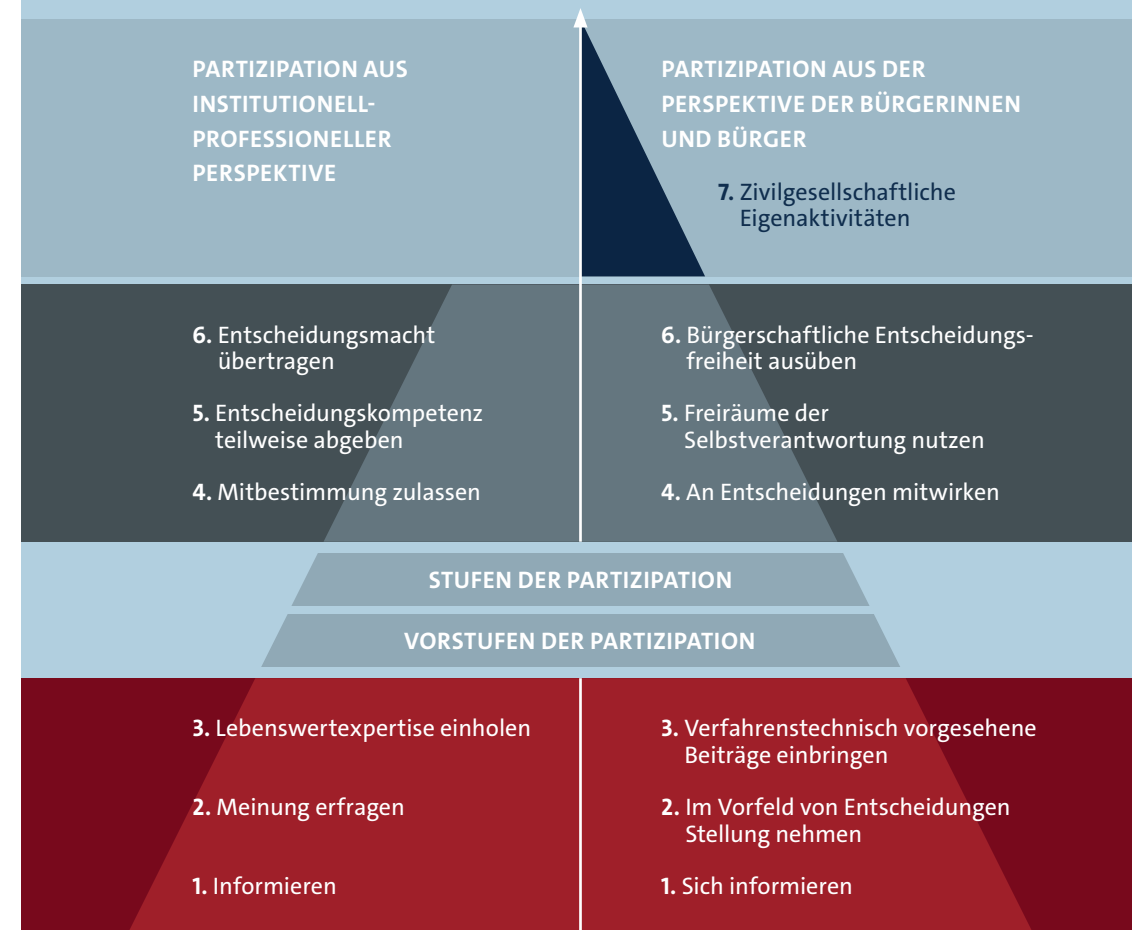 PARTIZIPATION AUS
INSTITUTIONELL-
PROFESSIONELLER
PERSPEKTIVE
PARTIZIPATION AUS DER
PERSPEKTIVE DER BÜRGERINNEN
UND BÜRGER
7. Zivilgesellschaftliche
Eigenaktivitäten
6. Entscheidungsmacht
übertragen
5. Entscheidungskompetenz
teilweise abgeben
4. Mitbestimmung zulassen
6. Bürgerschaftliche Entscheidungs-
freiheit ausüben
5. Freiräume der
Selbstverantwortung nutzen
4. An Entscheidungen mitwirken
STUFEN DER PARTIZIPATION
VORSTUFEN DER PARTIZIPATION
3. Lebenswertexpertise einholen
2. Meinung erfragen
1. Informieren
3. Verfahrenstechnisch vorgesehene
Beiträge einbringen
2. Im Vorfeld von Entscheidungen
Stellung nehmen
1. Sich informieren